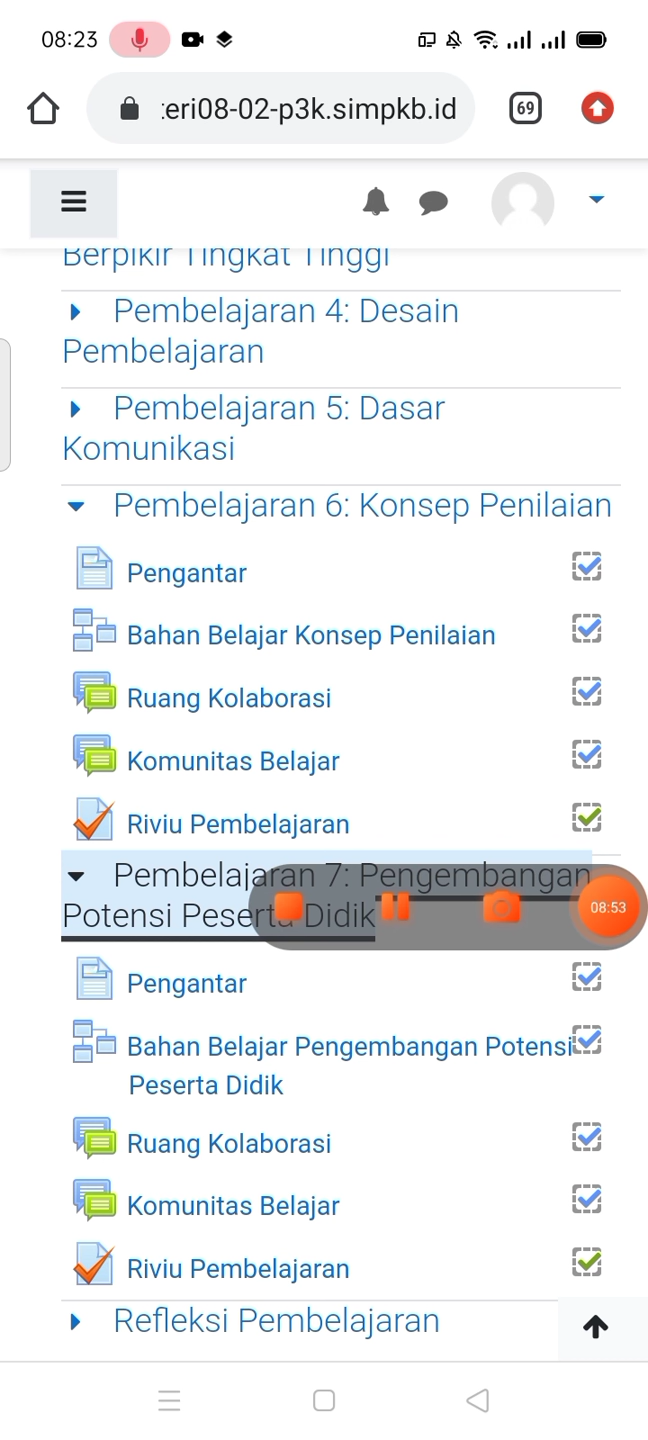 08:23
:eri08-02-p3k.simpkb.id
69
Berpikir Tingkat Tinggi
Pembelajaran 4: Desain
Pembelajaran
Pembelajaran 5: Dasar
Komunikasi
Pembelajaran 6: Konsep Penilaian
Pengantar
Bahan Belajar Konsep Penilaian
Ruang Kolaborasi
Komunitas Belajar
Riviu Pembelajaran
Pembelajaran 7: Pengembangan
Potensi Peserta Didik
08:53
Pengantar
Bahan Belajar Pengembangan Potensi
Peserta Didik
Ruang Kolaborasi
Komunitas Belajar
Riviu Pembelajaran
Refleksi Pembelajaran